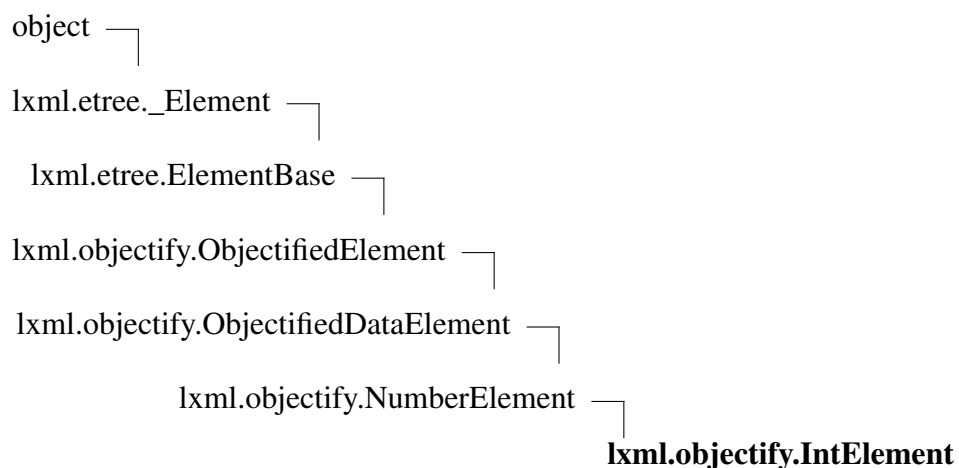 object
lxml.etree._Element
lxml.etree.ElementBase
lxml.objectify.ObjectifiedElement
lxml.objectify.ObjectifiedDataElement
lxml.objectify.NumberElement
lxml.objectify.IntElement